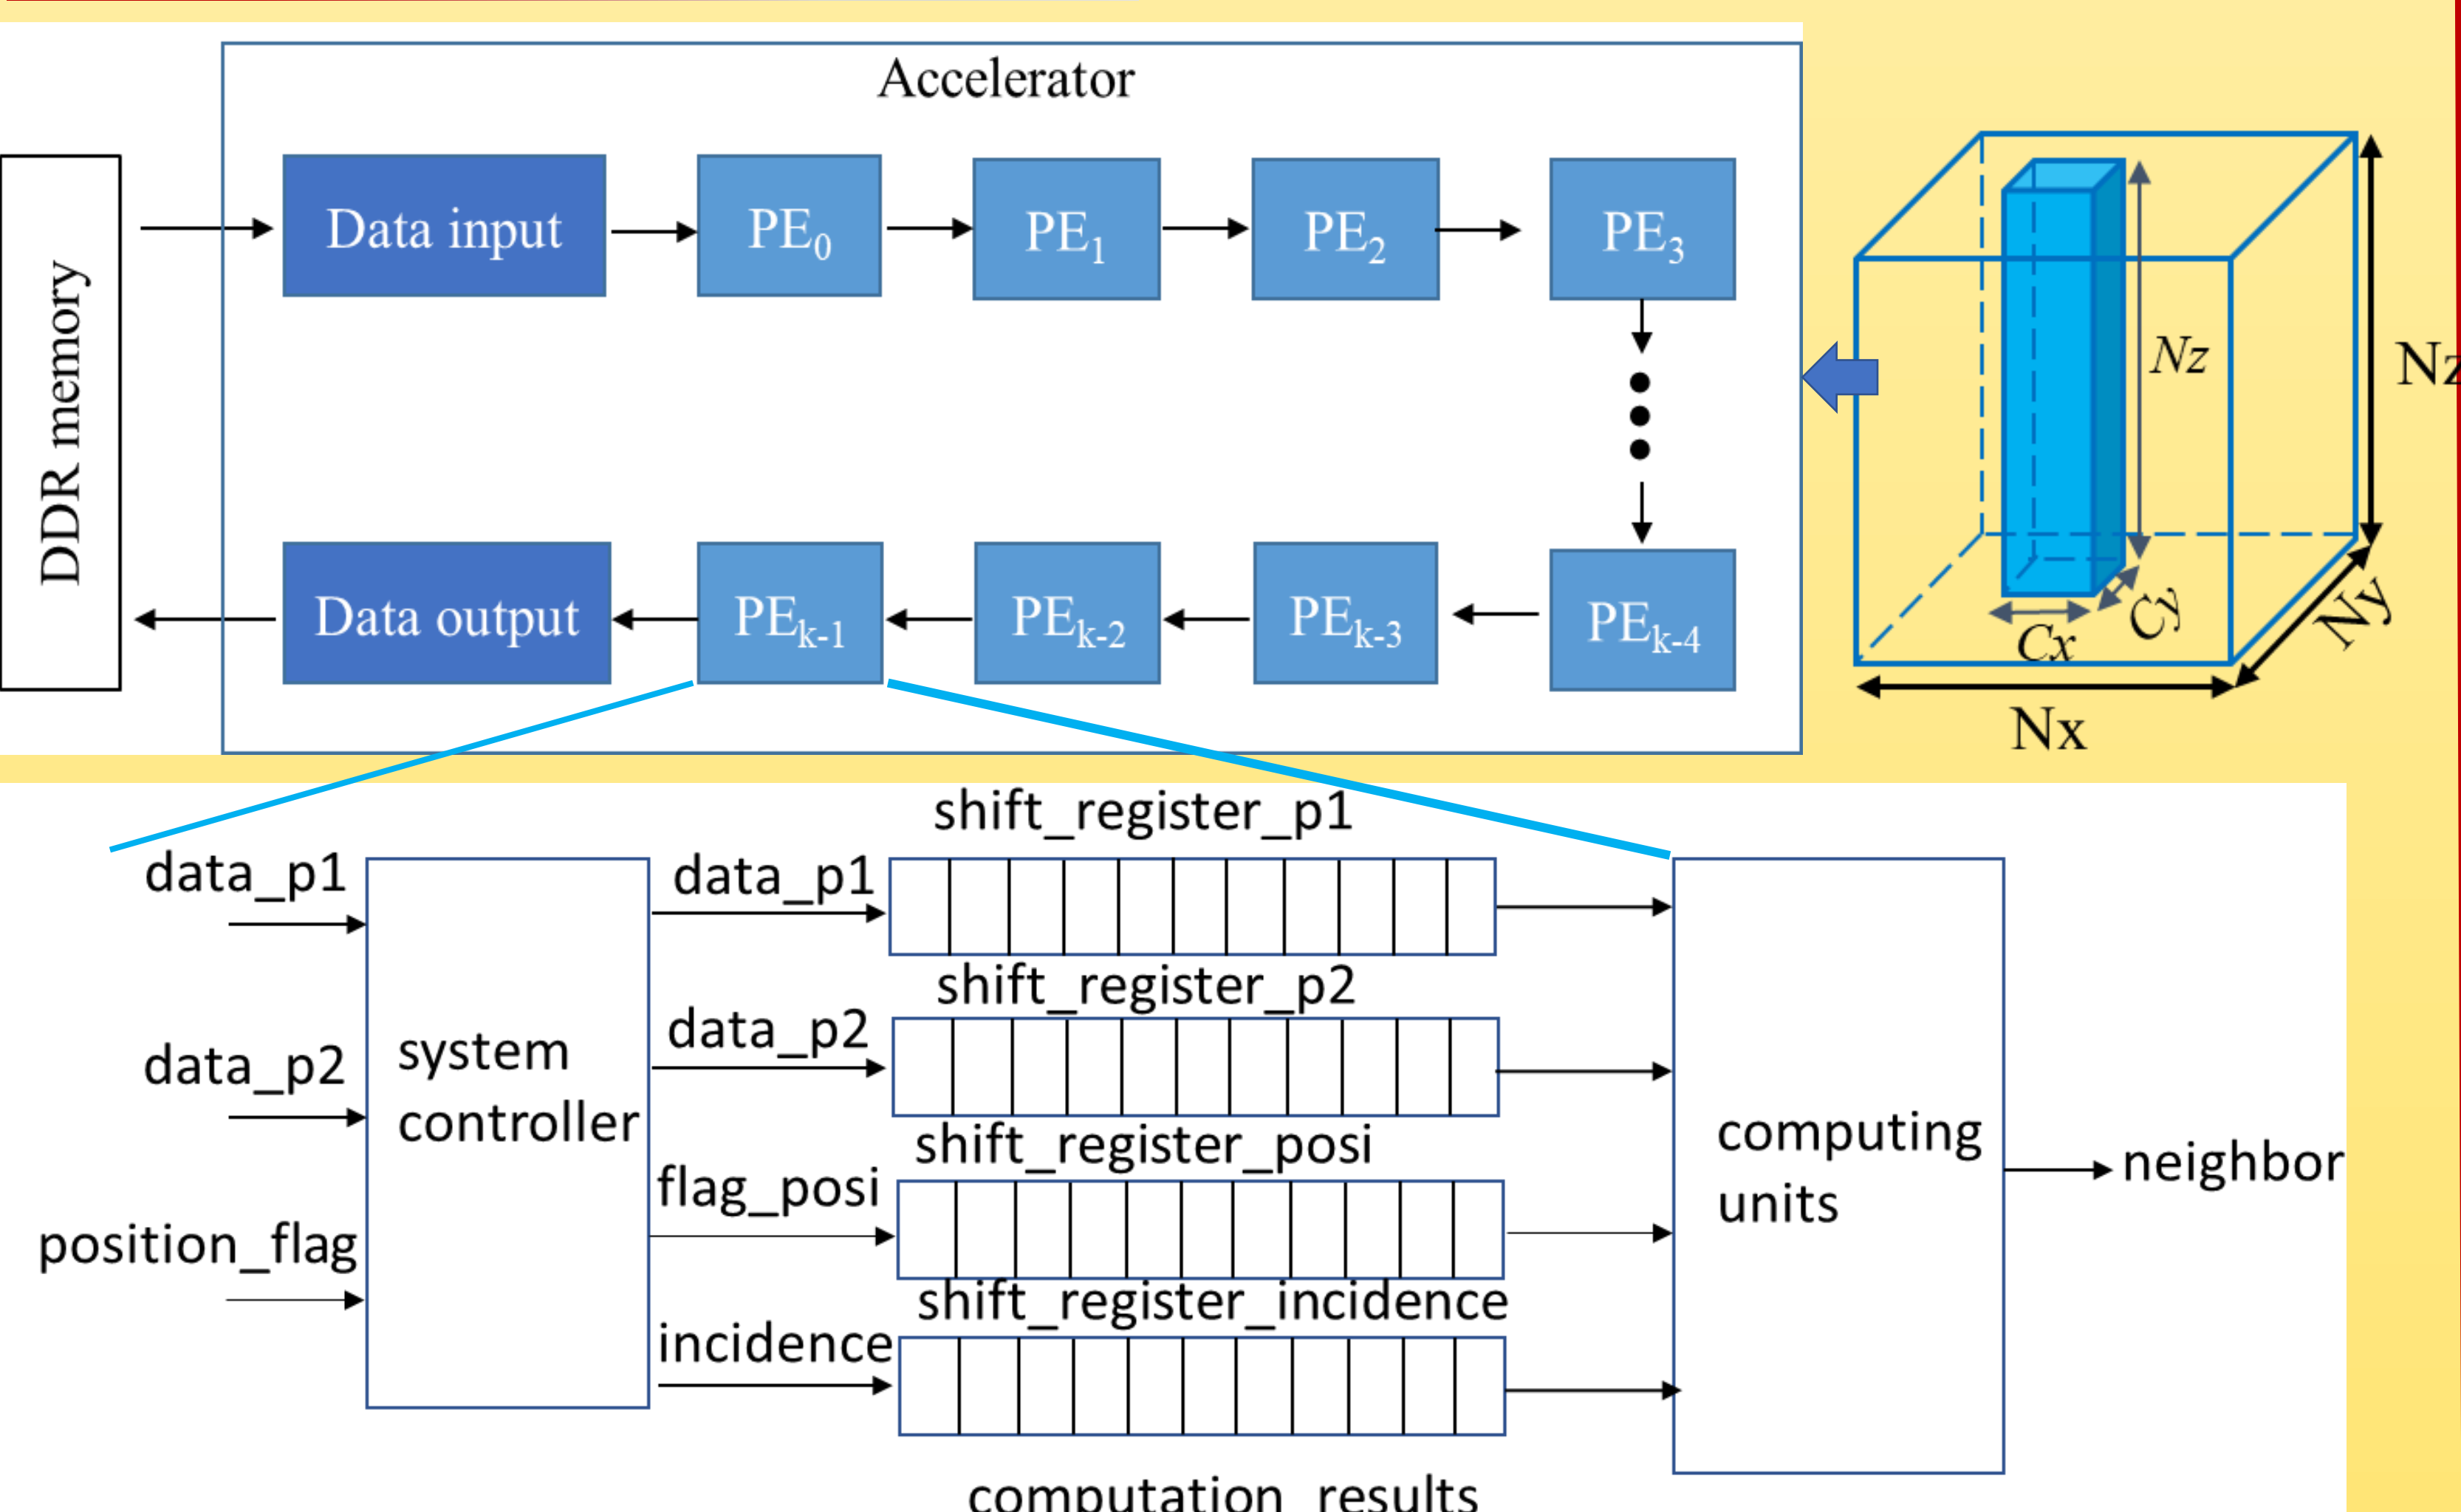 Accelerator
DDR memory
Data input
PE0
PE1
PE2
PE3
Data output
PEk-1
PEk-2
PEk-3
PEk-4
Nz
Nz
Cx
Cy
Ny
Nx
shift_register_p1
data_p1
data_p1
shift_register_p2
data_p2
data_p2
system
controller
shift_register_posi
flag_posi
position_flag
shift_register_incidence
incidence
computing
units
neighbor
computation_results